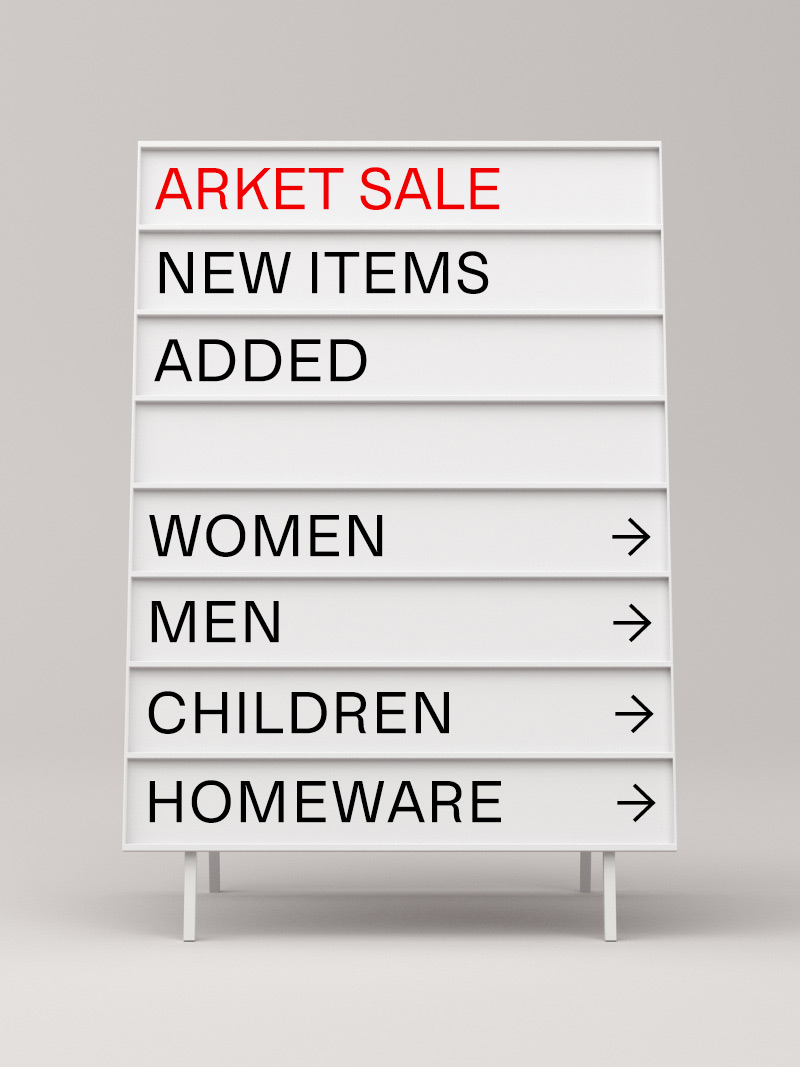 ARKET SALE
NEW ITEMS
ADDED
WOMEN →
MEN →
CHILDREN →
HOMEWARE →